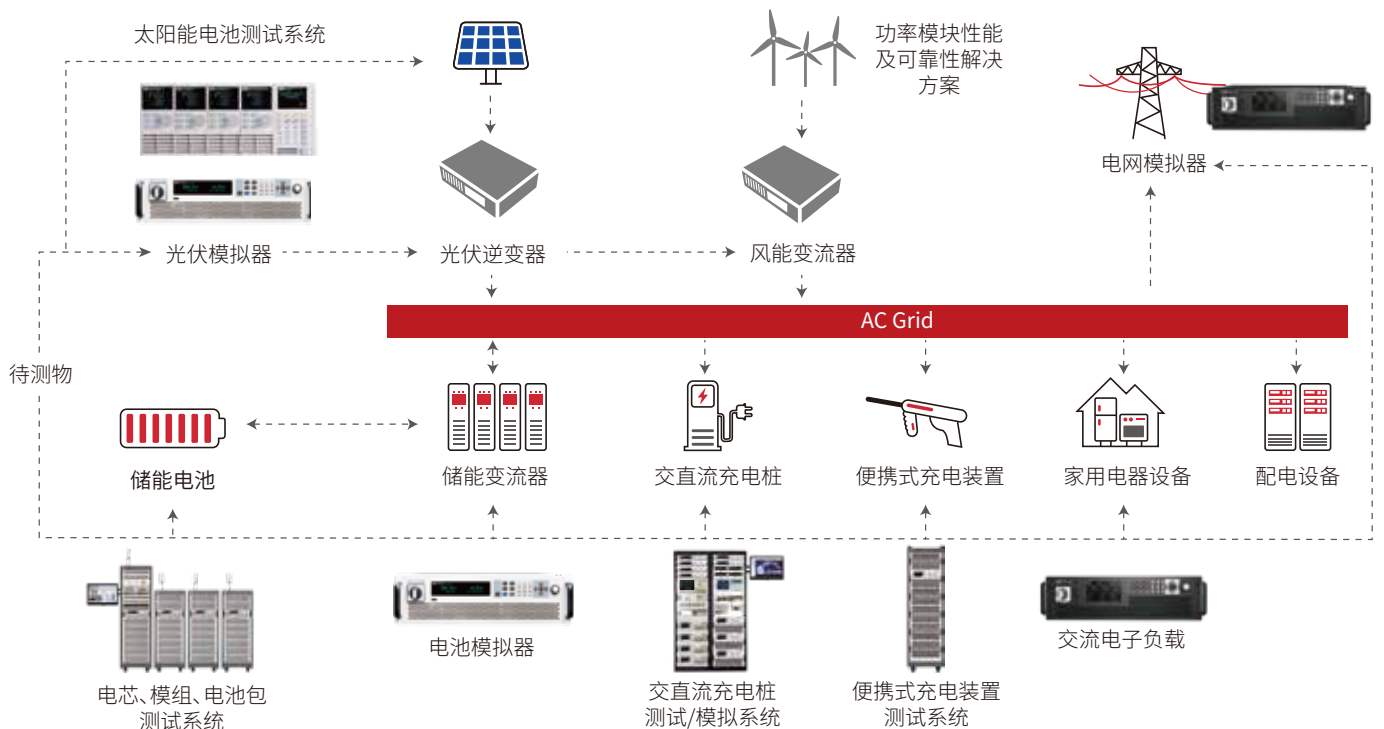 太阳能电池测试系统
功率模块性能
及可靠性解决
方案
电网模拟器
光伏模拟器
光伏逆变器
风能变流器
AC Grid
待测物
储能电池
储能变流器
交直流充电桩
便携式充电装置
家用电器设备
配电设备
电芯、模组、电池包
测试系统
电池模拟器
交直流充电桩
测试/模拟系统
便携式充电装置
测试系统
交流电子负载